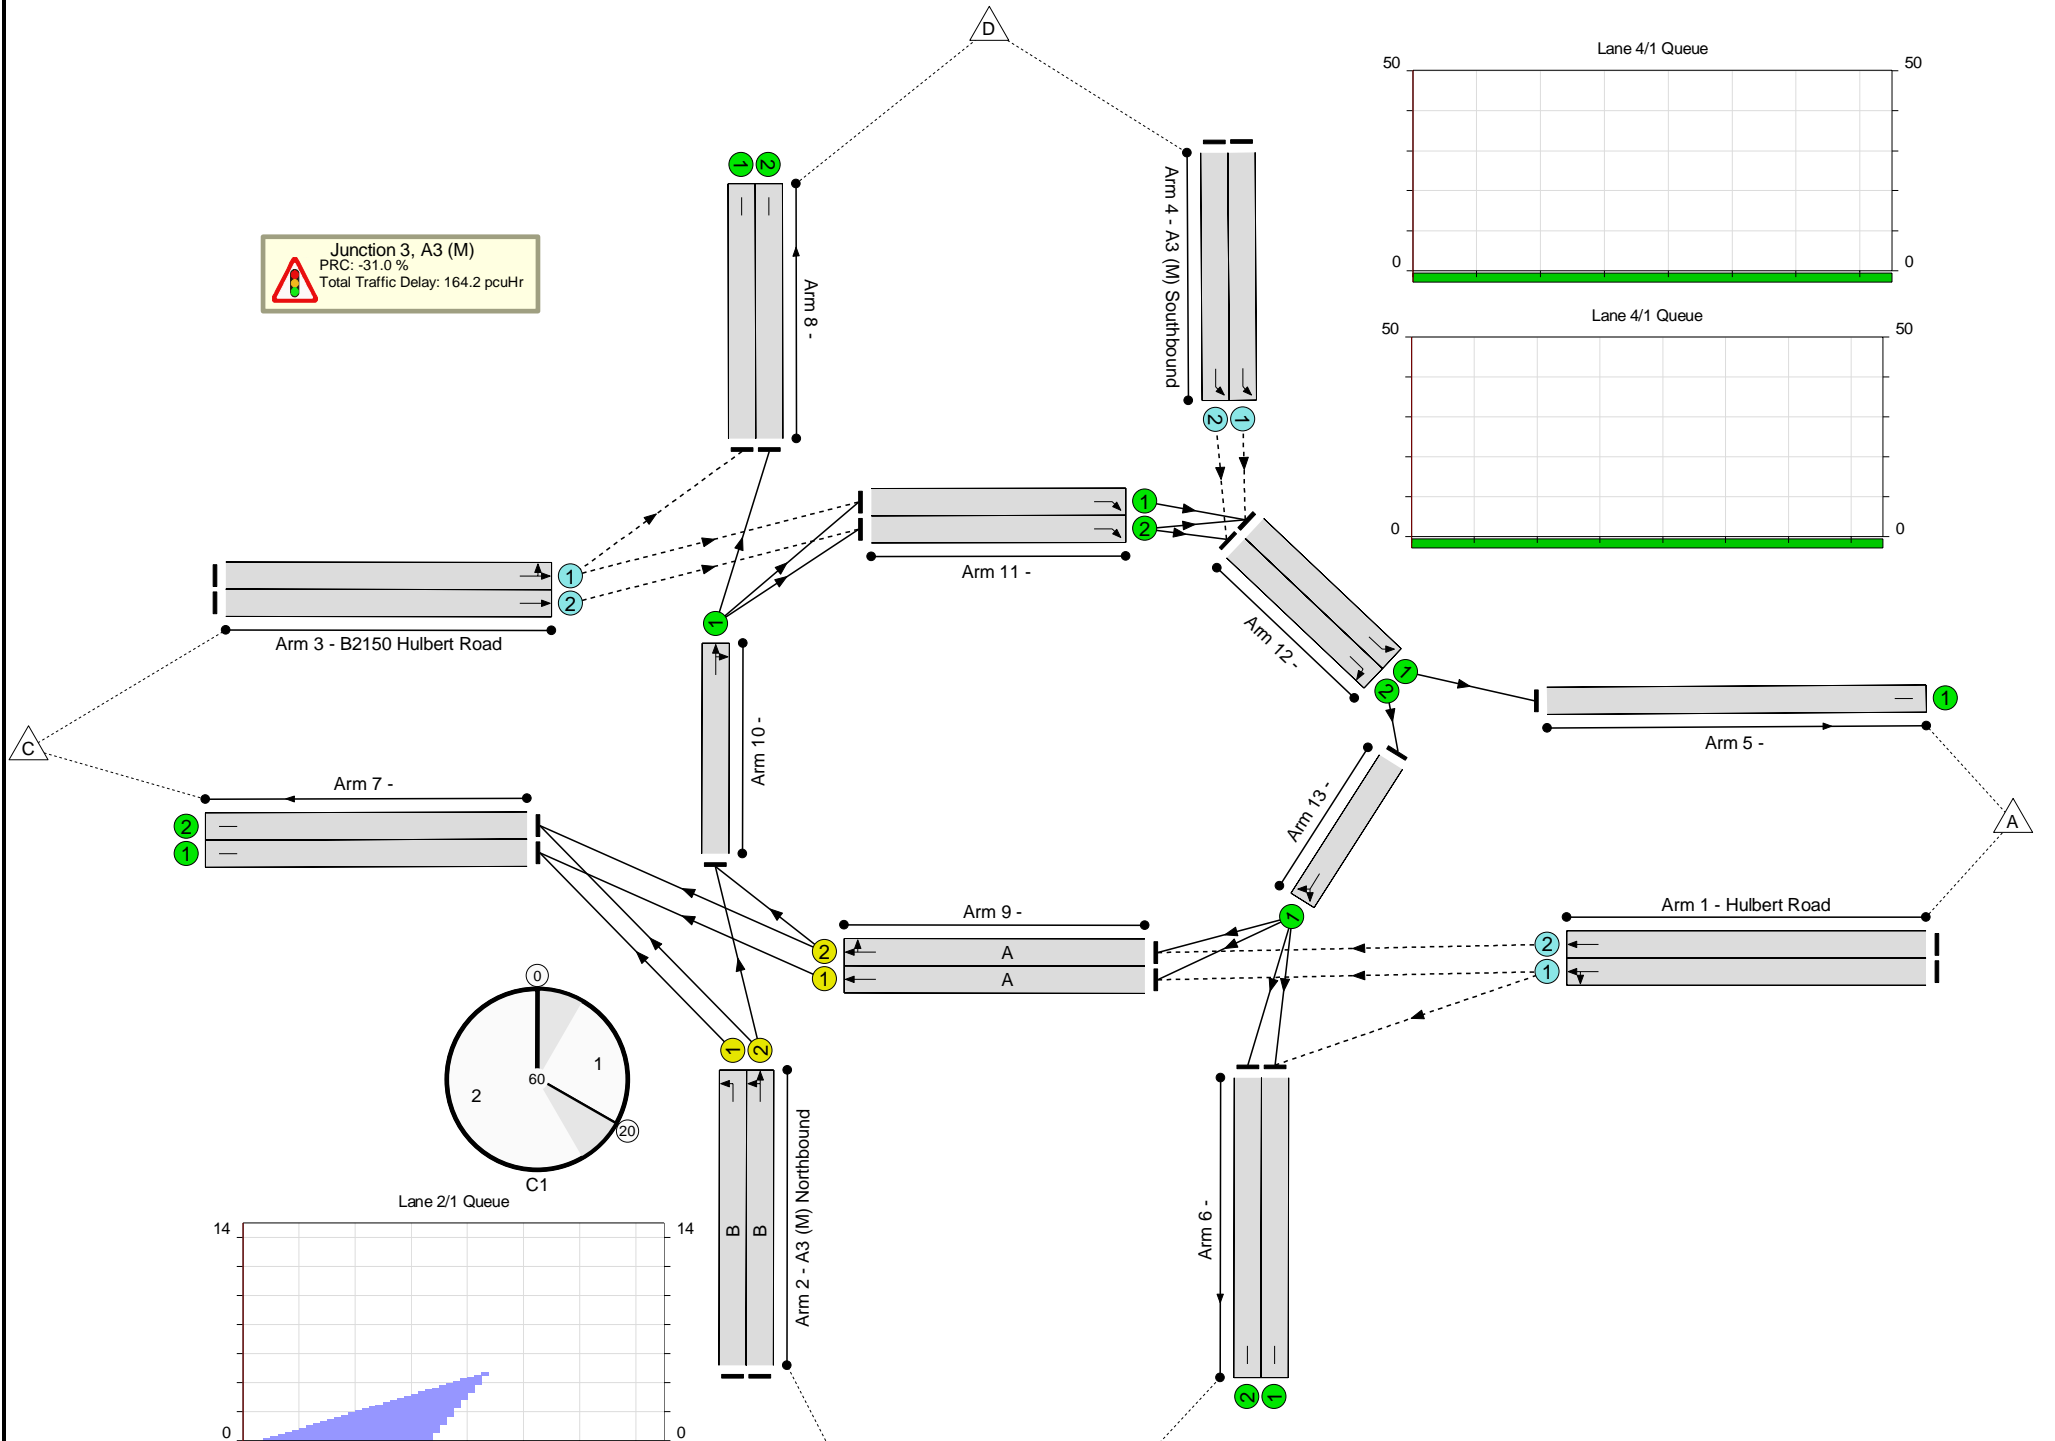 D
Lane 4/1 Queue
50
50
0
0
Lane 4/1 Queue
50
50
0
0
Junction 3, A3 (M)
PRC: -31.0 %
Total Traffic Delay: 164.2 pcuHr
1
2
Arm 8 -
Arm 4 - A3 (M) Southbound
2
1
1
2
Arm 11 -
1
2
Arm 3 - B2150 Hulbert Road
1
Arm 10 -
Arm 12 -
1
2
1
Arm 5 -
C
Arm 7 -
2
1
A
Arm 13 -
1
Arm 9 -
2
A
1
A
Arm 1 - Hulbert Road
2
1
0
1
2
60
20
C1
1
2
B
B
Arm 2 - A3 (M) Northbound
Arm 6 -
2
1
Lane 2/1 Queue
14
14
0
0